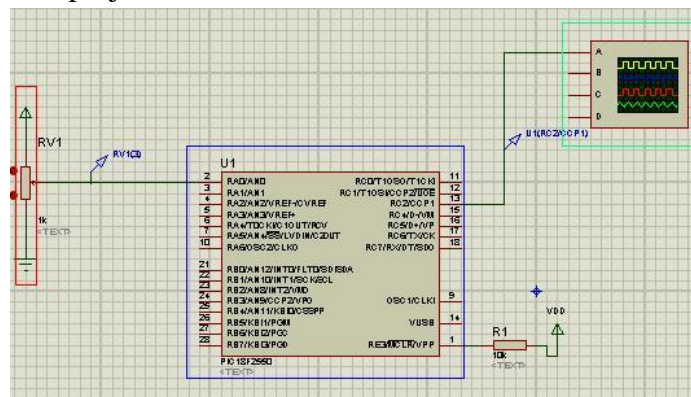 A
B
C
D
RV1
RV1(2)
1k
<TEXT>
U1
2 RA0/AN0
3 RA1/AN1
4 RA2/AN2/VREF-/CVREF
5 RA3/AN3/VREF+
6 RA4/T0CKI/C1OUT/RCV
7 RA5/AN4/SS/LVDIN/C2OUT
10 RA6/OSC2/CLKO
21 RB0/AN12/INT0/FLT0/SDI/SDA
22 RB1/AN10/INT1/SCK/SCL
23 RB2/AN8/INT2/VMO
24 RB3/AN9/CCP2/VPO
25 RB4/AN11/KBI0/CSSPP
26 RB5/KBI1/PGM
27 RB6/KBI2/PGC
28 RB7/KBI3/PGD
RC0/T1OSO/T1CKI 11
RC1/T1OSI/CCP2/UOE 12
RC2/CCP1 13
RC4/D-/VM 15
RC5/D+/VP 16
RC6/TX/CK 17
RC7/RX/DT/SDO 18
OSC1/CLKI 9
VUSB 14
RE3/MCLR/VPP 1
PIC18F2550
<TEXT>
U1(RC2/CCP1)
R1
10k
<TEXT>
VDD